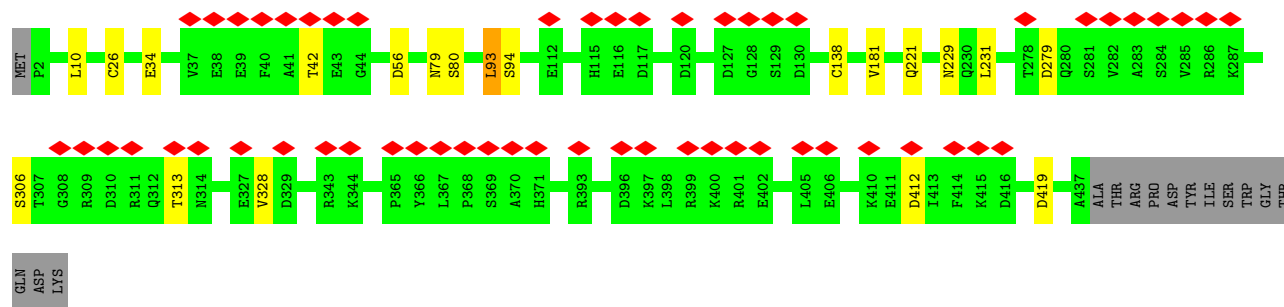 MET P2 L10 C26 E34 V37 E38 E39 F40 A41 T42 E43 G44 D56 N79 S80 L93 S94 E112 H115 E116 D117 D120 D127 G128 S129 D130 C138 V181 Q221 N229 Q230 L231 T278 D279 Q280 S281 V282 A283 S284 V285 R286 K287
S306 T307 G308 R309 D310 R311 Q312 T313 N314 E327 V328 D329 R343 K344 P365 Y366 L367 P368 S369 A370 H371 R393 D396 K397 L398 R399 K400 R401 E402 L405 E406 K410 E411 D412 I413 F414 K415 D416 D419 A437 ALA THR ARG PRO ASP TYR ILE SER TRP GLY THR
GLN ASP LYS